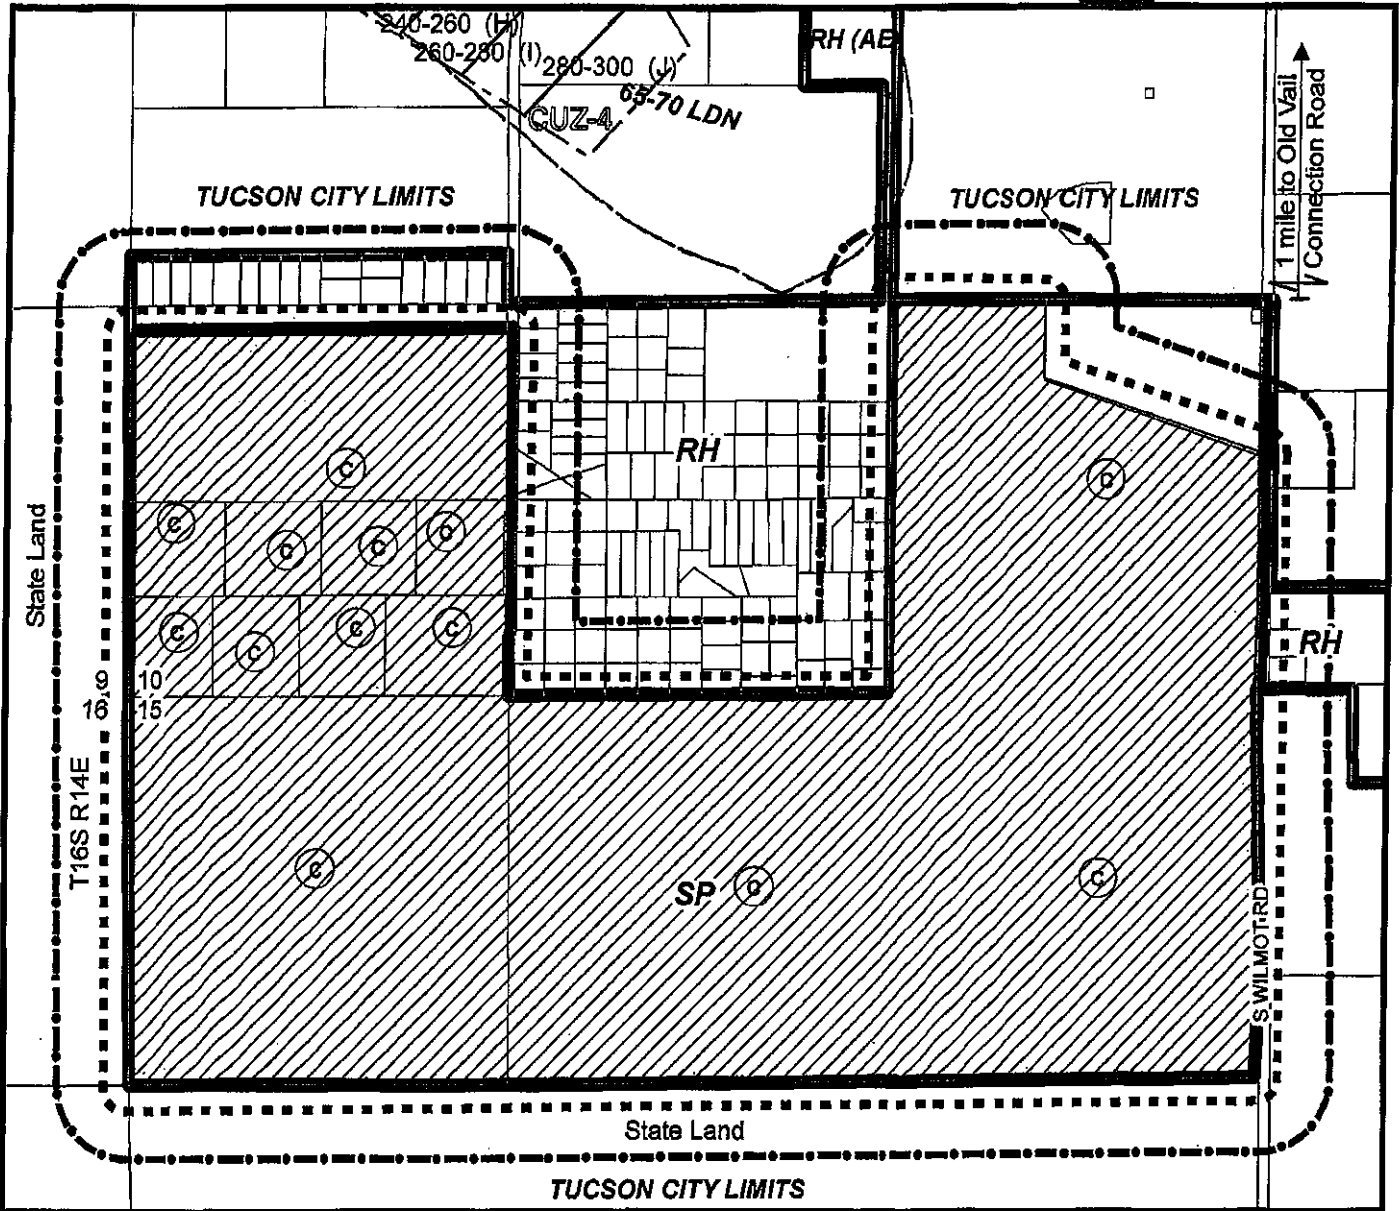 240-260 (H)
260-280 (I)
280-300 (J)
65-70 LDN
CUZ-4
RH (AE
1 mile to Old Vail
Connection Road
TUCSON CITY LIMITS
TUCSON CITY LIMITS
RH
C
C
C
C
C
C
C
C
C
C
State Land
RH
9 10
16 15
T16S R14E
C
SP C
C
S WILMOT RD
State Land
TUCSON CITY LIMITS